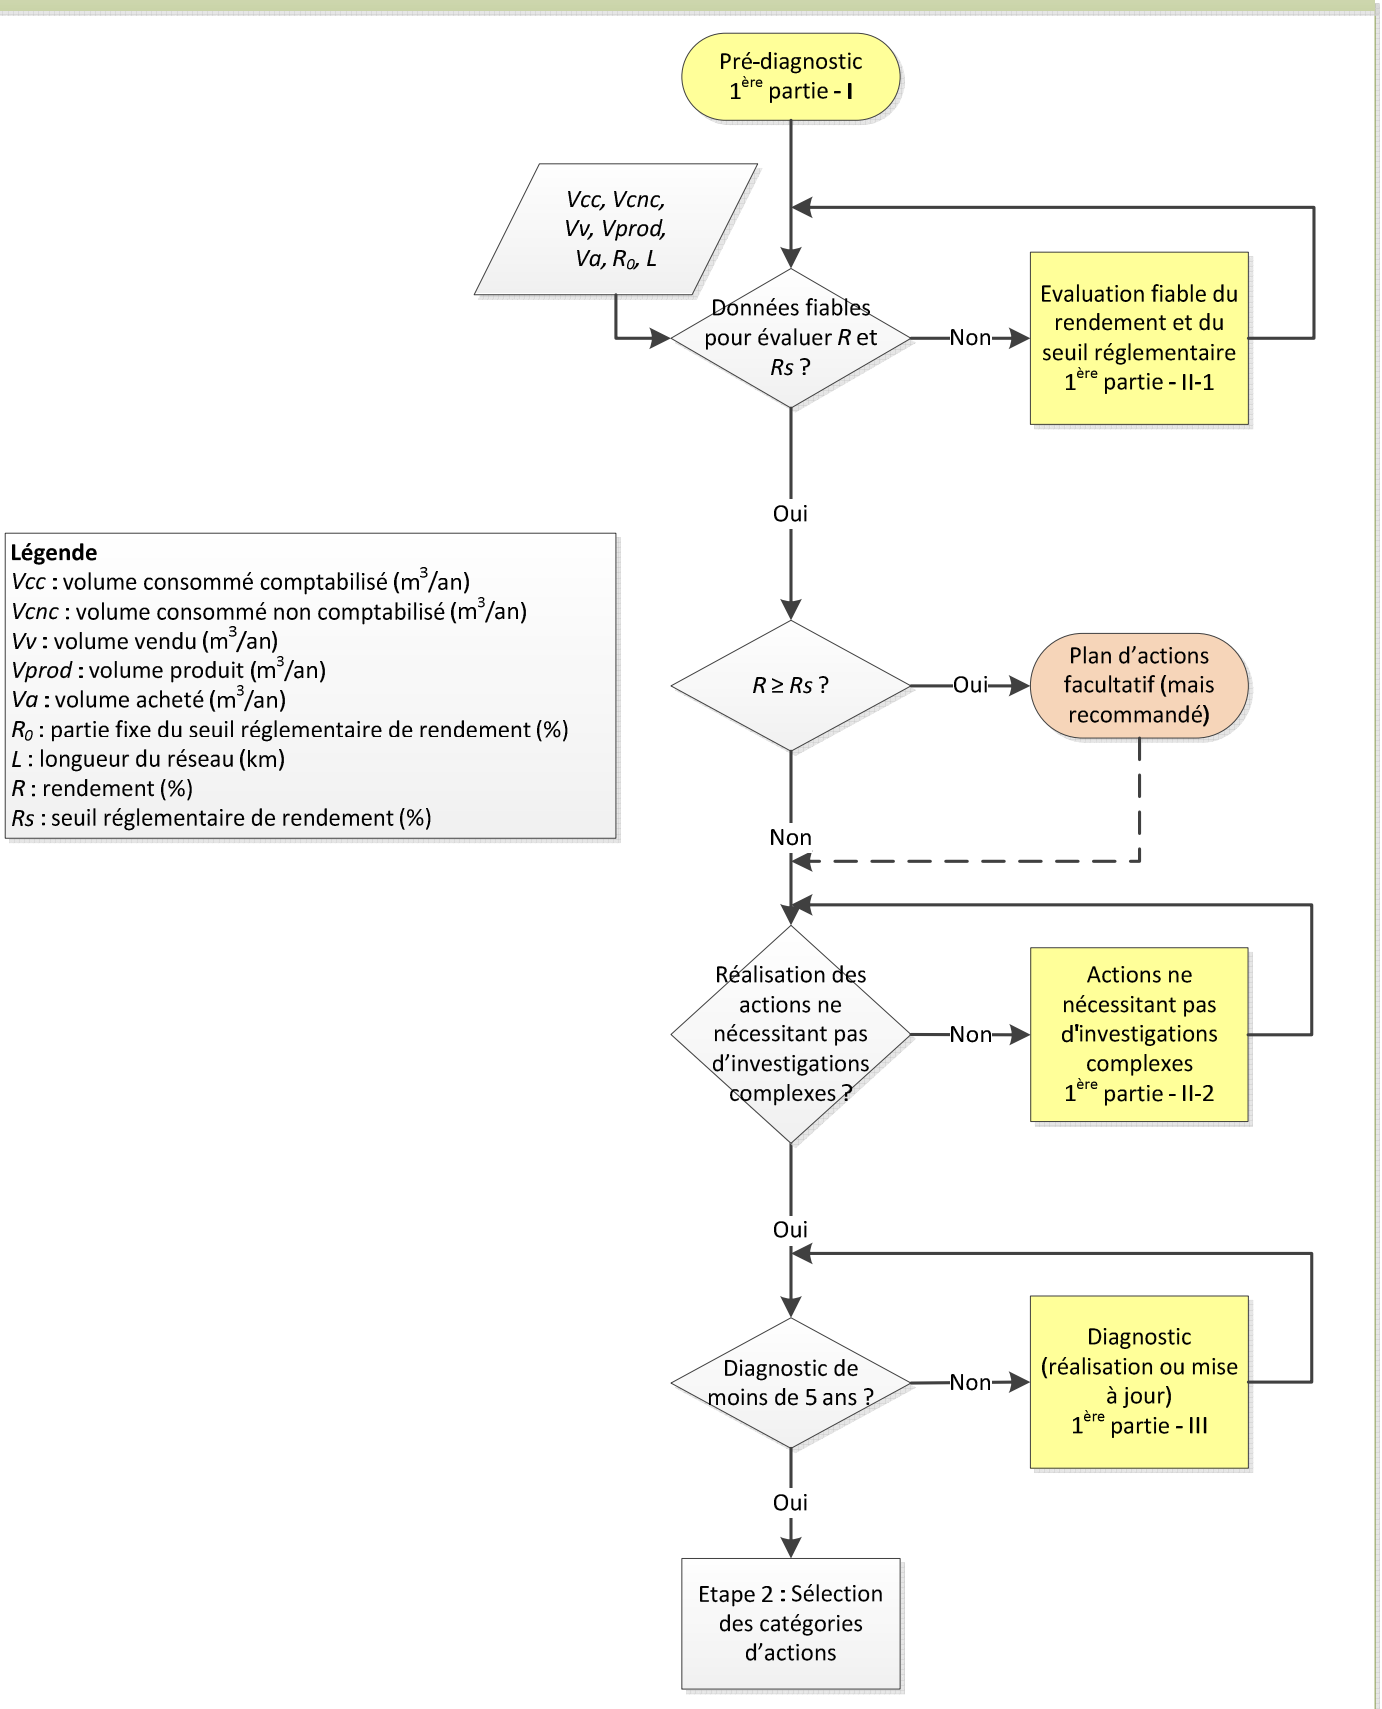 Pré-diagnostic
1ère partie - I
Vcc, Vcnc,
Vv, Vprod,
Va, R0, L
Données fiables
pour évaluer R et
Rs ?
Non
Evaluation fiable du
rendement et du
seuil réglementaire
1ère partie - II-1
Oui
Légende
Vcc : volume consommé comptabilisé (m3/an)
Vcnc : volume consommé non comptabilisé (m3/an)
Vv : volume vendu (m3/an)
Vprod : volume produit (m3/an)
Va : volume acheté (m3/an)
R0 : partie fixe du seuil réglementaire de rendement (%)
L : longueur du réseau (km)
R : rendement (%)
Rs : seuil réglementaire de rendement (%)
R ≥ Rs ?
Oui
Plan d’actions
facultatif (mais
recommandé)
Non
Réalisation des
actions ne
nécessitant pas
d’investigations
complexes ?
Non
Actions ne
nécessitant pas
d'investigations
complexes
1ère partie - II-2
Oui
Diagnostic de
moins de 5 ans ?
Non
Diagnostic
(réalisation ou mise
à jour)
1ère partie - III
Oui
Etape 2 : Sélection
des catégories
d’actions